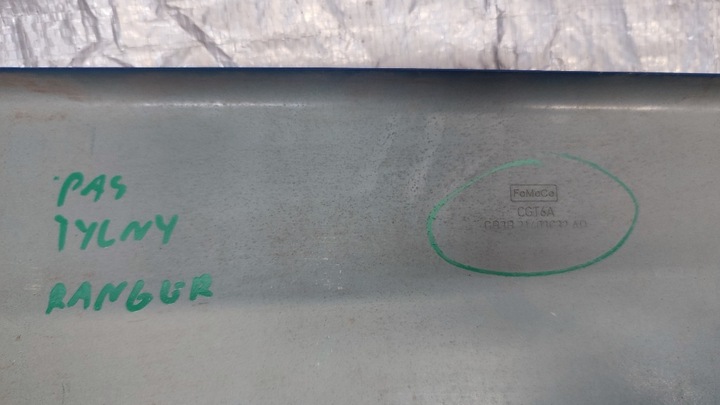 PAS
TYLNY
RANGER
FoMoCo
CGT6A